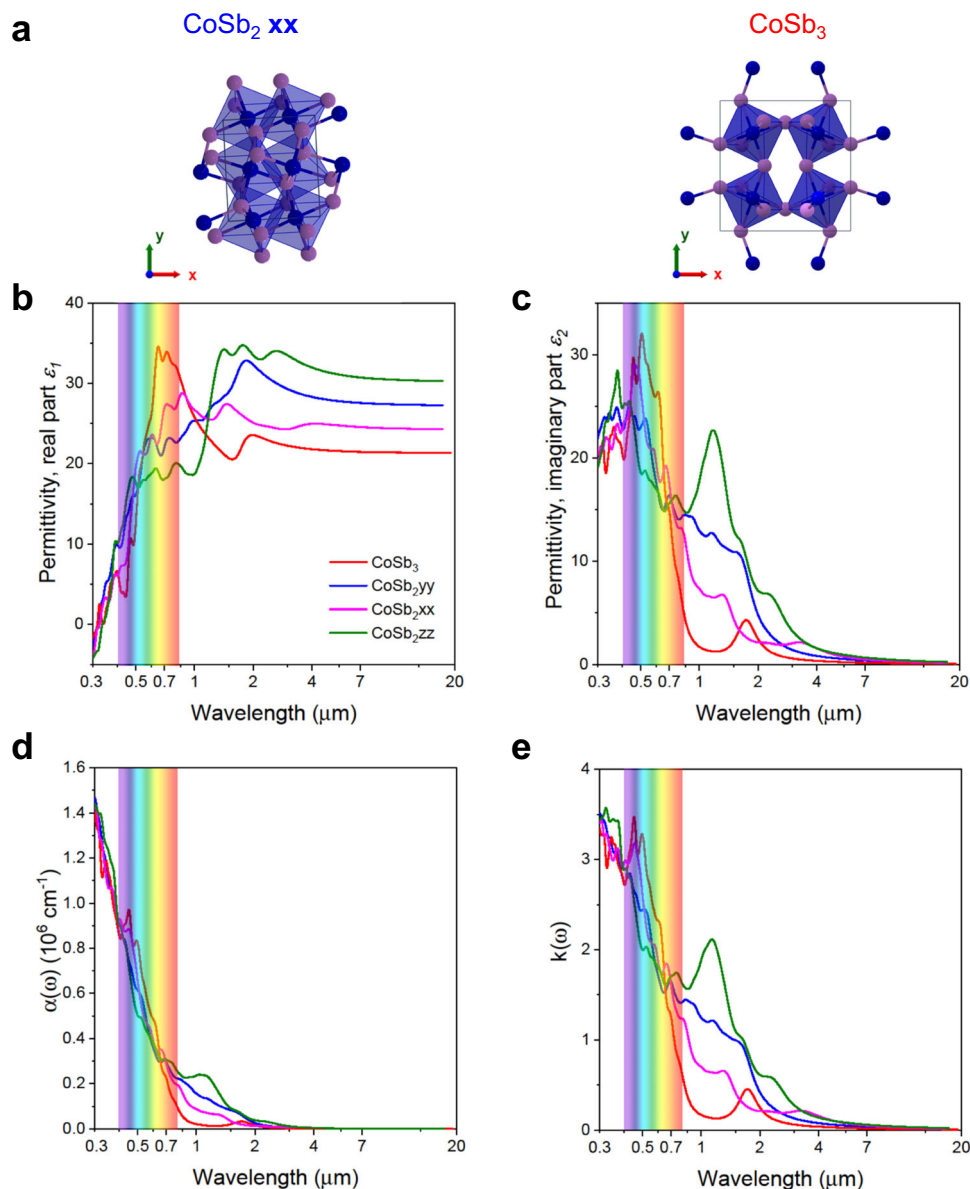 a
CoSb₂ xx
CoSb₃
y
x
y
x
b
Permittivity, real part ε₁
40
30
20
10
0
CoSb₃
CoSb₂yy
CoSb₂xx
CoSb₂zz
0.3 0.5 0.7 1 2 4 7 20
Wavelength (μm)
c
Permittivity, imaginary part ε₂
30
20
10
0
0.3 0.5 0.7 1 2 4 7 20
Wavelength (μm)
d
α(ω) (10⁶ cm⁻¹)
1.6
1.4
1.2
1.0
0.8
0.6
0.4
0.2
0.0
0.3 0.5 0.7 1 2 4 7 20
Wavelength (μm)
e
k(ω)
4
3
2
1
0
0.3 0.5 0.7 1 2 4 7 20
Wavelength (μm)